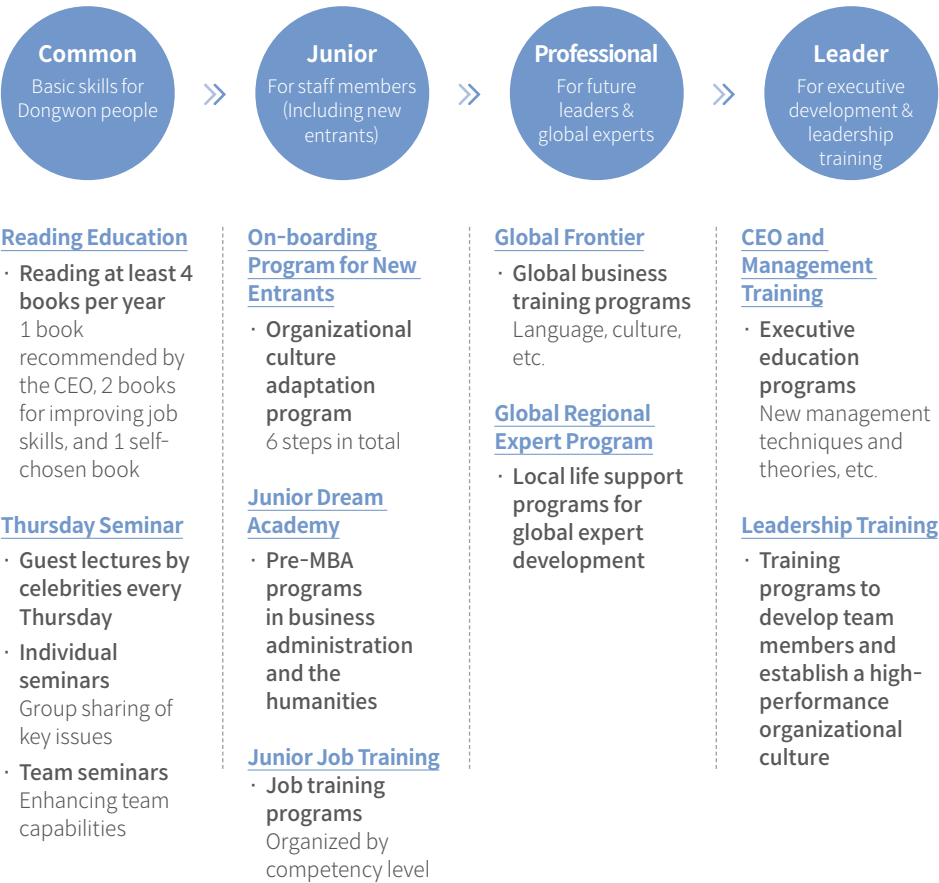 Common
Basic skills for
Dongwon people
Junior
For staff members
(Including new
entrants)
Professional
For future
leaders &
global experts
Leader
For executive
development &
leadership
training
Reading Education
· Reading at least 4
books per year
1 book
recommended by
the CEO, 2 books
for improving job
skills, and 1 self-
chosen book
Thursday Seminar
· Guest lectures by
celebrities every
Thursday
· Individual
seminars
Group sharing of
key issues
· Team seminars
Enhancing team
capabilities
On-boarding
Program for New
Entrants
· Organizational
culture
adaptation
program
6 steps in total
Junior Dream
Academy
· Pre-MBA
programs
in business
administration
and the
humanities
Junior Job Training
· Job training
programs
Organized by
competency level
Global Frontier
· Global business
training programs
Language, culture,
etc.
Global Regional
Expert Program
· Local life support
programs for
global expert
development
CEO and
Management
Training
· Executive
education
programs
New management
techniques and
theories, etc.
Leadership Training
· Training
programs to
develop team
members and
establish a high-
performance
organizational
culture